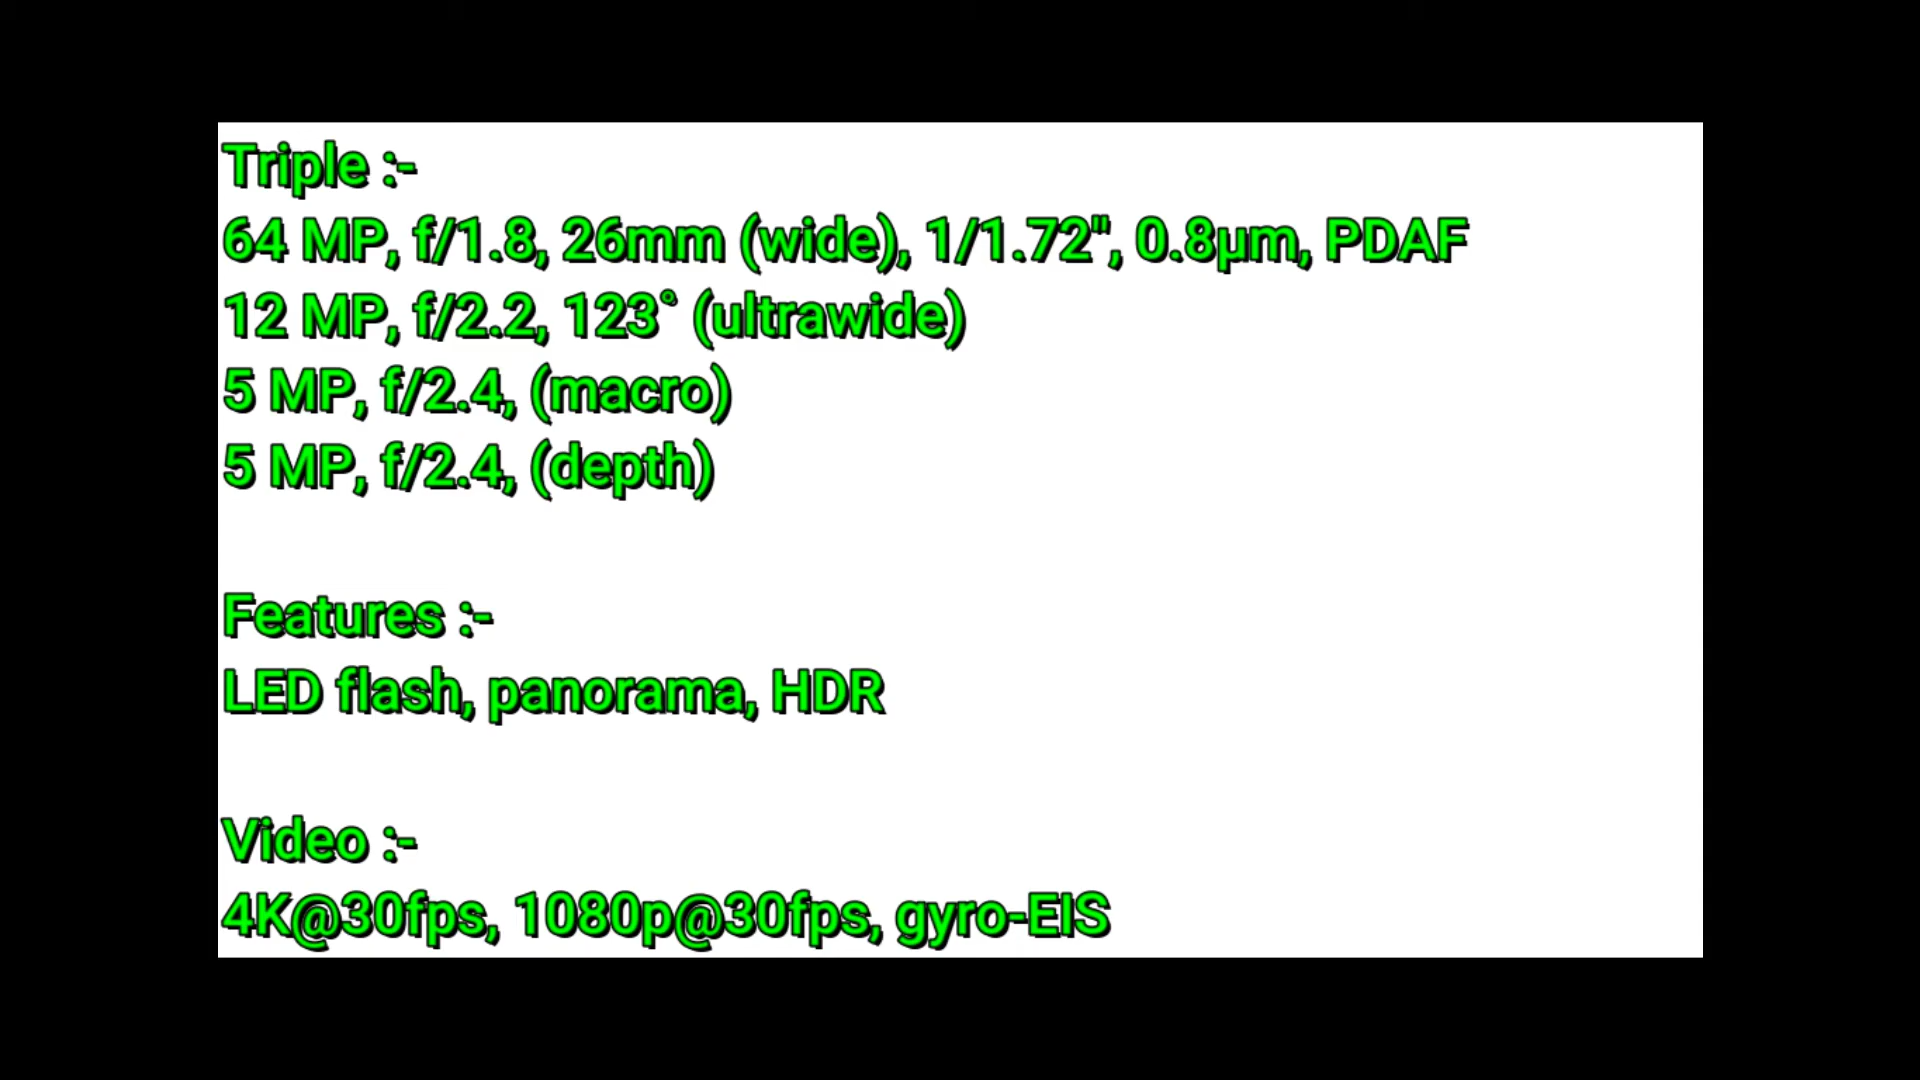 Triple :-
64 MP, f/1.8, 26mm (wide), 1/1.72", 0.8µm, PDAF
12 MP, f/2.2, 123˚ (ultrawide)
5 MP, f/2.4, (macro)
5 MP, f/2.4, (depth)
Features :-
LED flash, panorama, HDR
Video :-
4K@30fps, 1080p@30fps, gyro-EIS